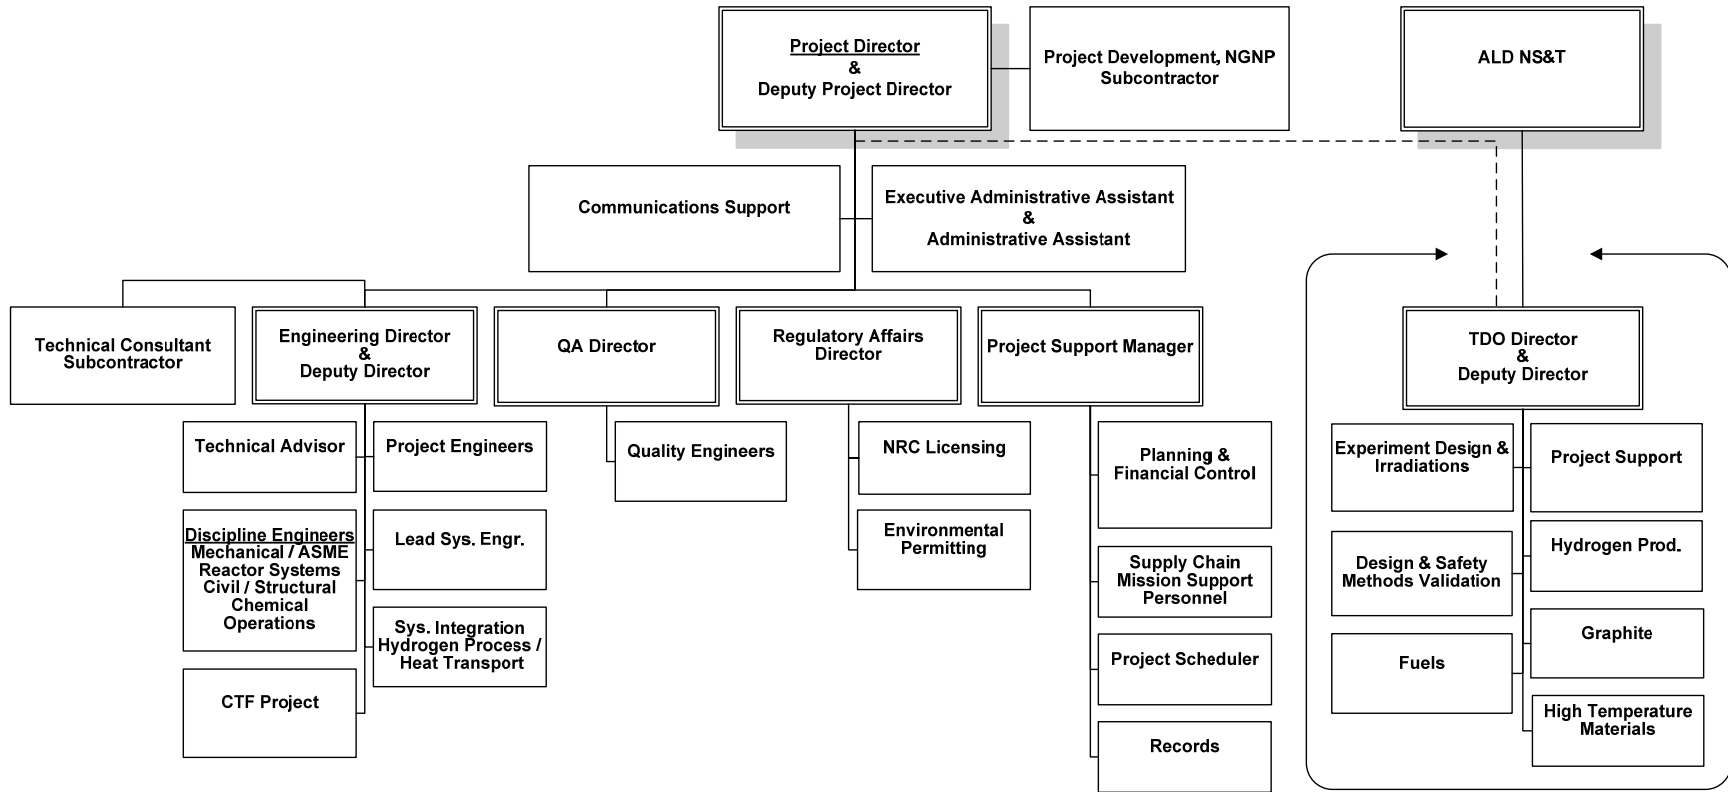 Project Director
&
Deputy Project Director
Project Development, NGNP
Subcontractor
ALD NS&T
Communications Support
Executive Administrative Assistant
&
Administrative Assistant
Technical Consultant
Subcontractor
Engineering Director
&
Deputy Director
QA Director
Regulatory Affairs
Director
Project Support Manager
TDO Director
&
Deputy Director
Technical Advisor
Project Engineers
Discipline Engineers
Mechanical / ASME
Reactor Systems
Civil / Structural
Chemical
Operations
Lead Sys. Engr.
Sys. Integration
Hydrogen Process /
Heat Transport
CTF Project
Quality Engineers
NRC Licensing
Environmental
Permitting
Planning &
Financial Control
Supply Chain
Mission Support
Personnel
Project Scheduler
Records
Experiment Design &
Irradiations
Project Support
Design & Safety
Methods Validation
Hydrogen Prod.
Fuels
Graphite
High Temperature
Materials